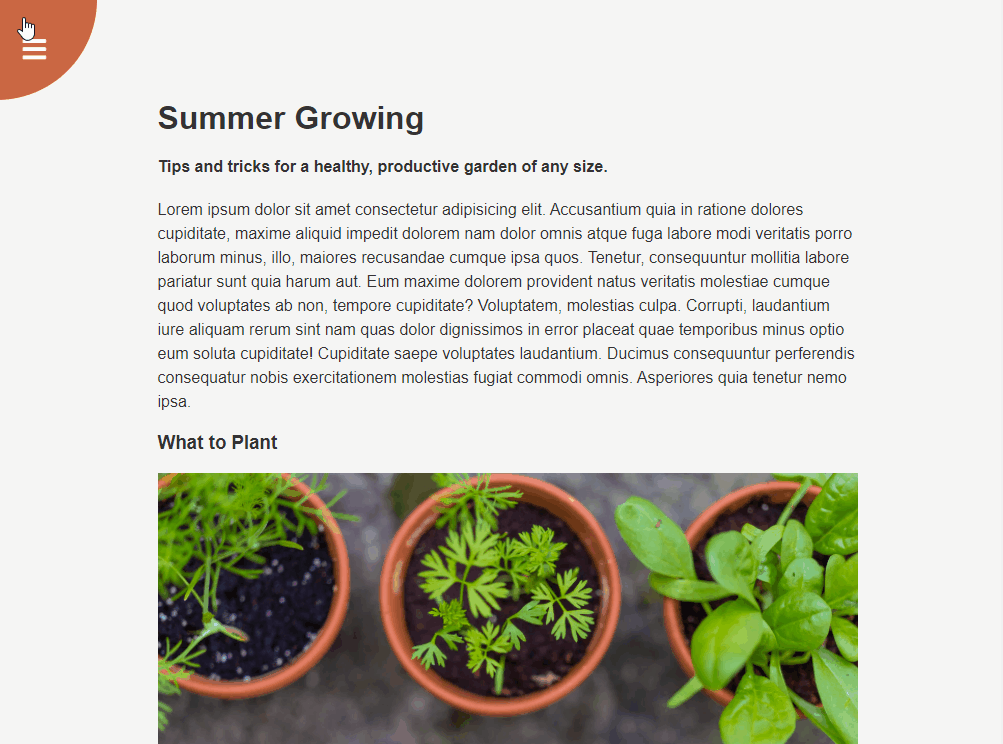 Summer Growing
Tips and tricks for a healthy, productive garden of any size.
Lorem ipsum dolor sit amet consectetur adipisicing elit. Accusantium quia in ratione dolores
cupiditate, maxime aliquid impedit dolorem nam dolor omnis atque fuga labore modi veritatis porro
laborum minus, illo, maiores recusandae cumque ipsa quos. Tenetur, consequuntur mollitia labore
pariatur sunt quia harum aut. Eum maxime dolorem provident natus veritatis molestiae cumque
quod voluptates ab non, tempore cupiditate? Voluptatem, molestias culpa. Corrupti, laudantium
iure aliquam rerum sint nam quas dolor dignissimos in error placeat quae temporibus minus optio
eum soluta cupiditate! Cupiditate saepe voluptates laudantium. Ducimus consequuntur perferendis
consequatur nobis exercitationem molestias fugiat commodi omnis. Asperiores quia tenetur nemo
ipsa.
What to Plant